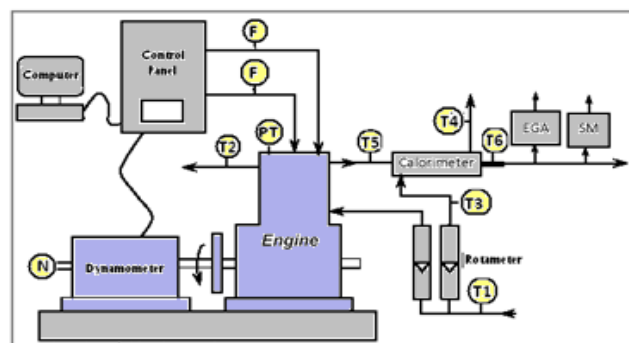 F
Control
Panel
Computer
F
T4
EGA
SM
T2
PT
T5
T6
Calorimeter
T3
Engine
N
Dynamometer
Rotameter
T1